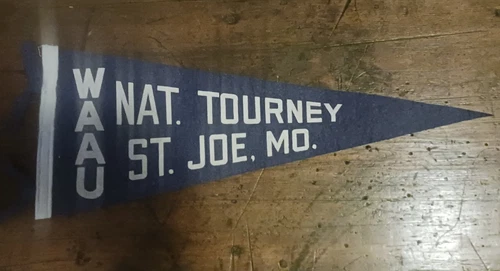 WAAU
NAT. TOURNEY
ST. JOE, MO.